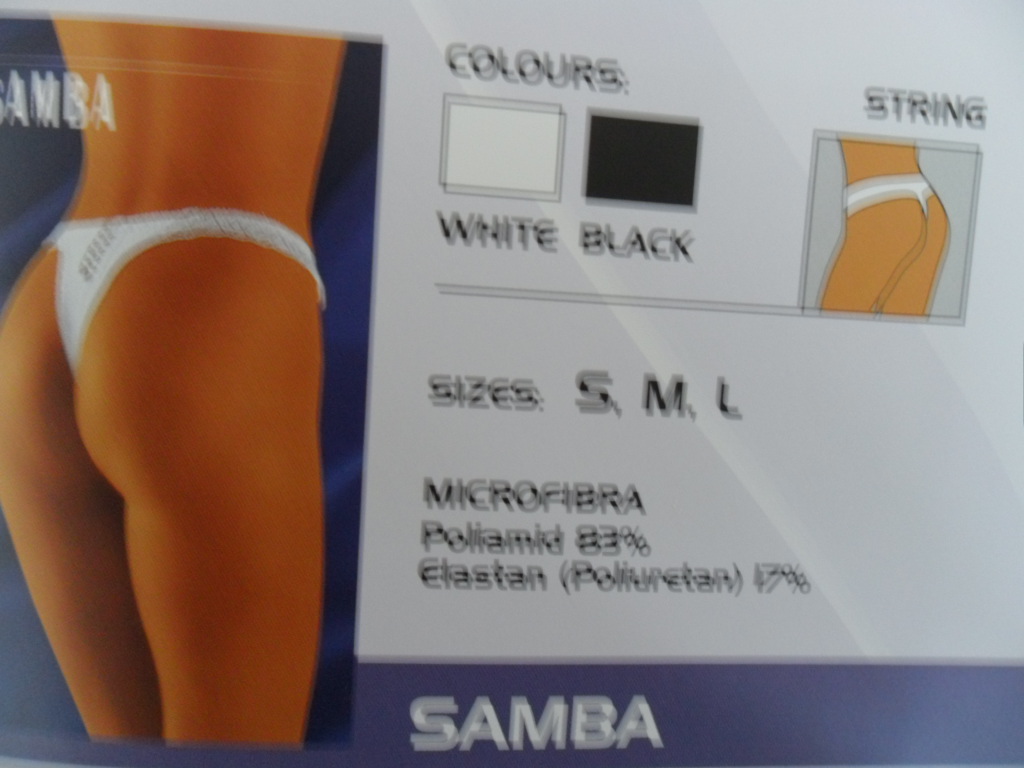 SAMBA
COLOURS:
WHITE BLACK
STRING
SIZES: S, M, L
MICROFIBRA
Poliamid 83%
Elastan (Poliuretan) 17%
SAMBA